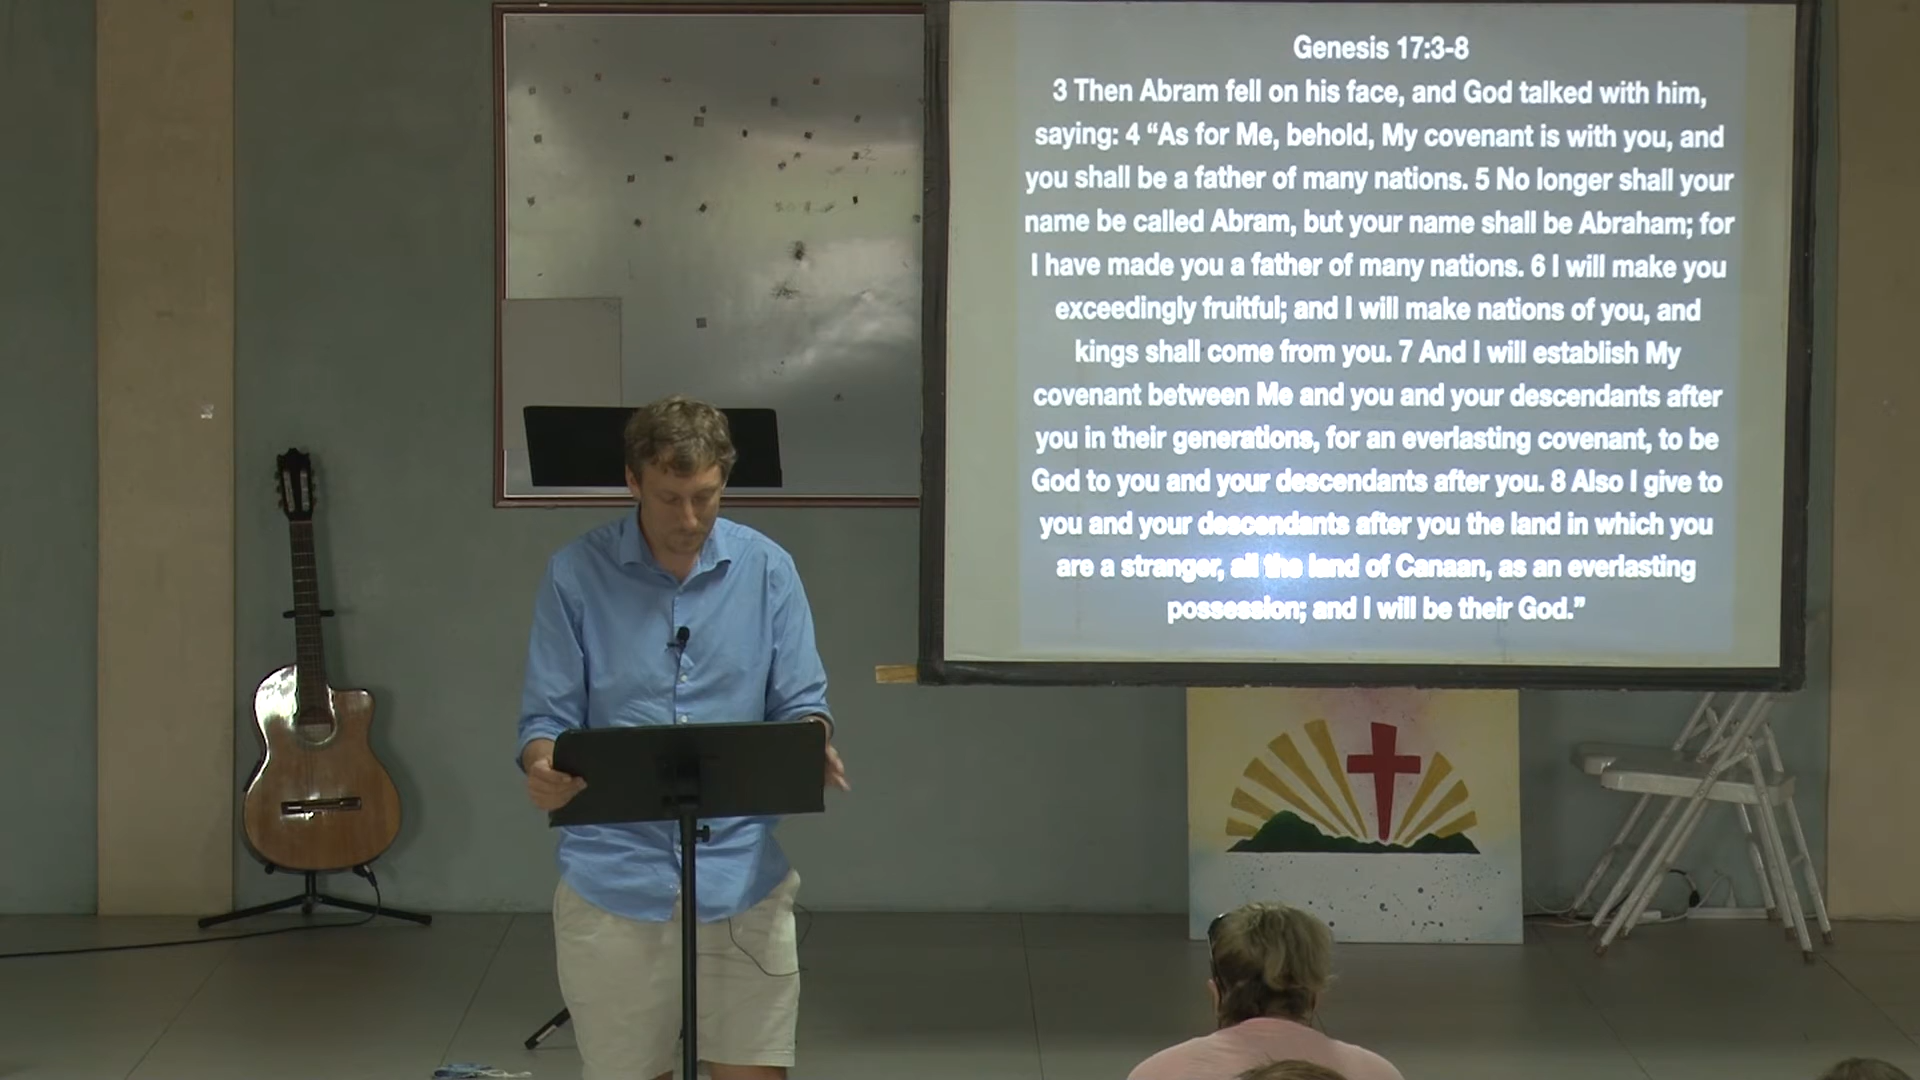 Genesis 17:3-8
3 Then Abram fell on his face, and God talked with him,
saying: 4 “As for Me, behold, My covenant is with you, and
you shall be a father of many nations. 5 No longer shall your
name be called Abram, but your name shall be Abraham; for
I have made you a father of many nations. 6 I will make you
exceedingly fruitful; and I will make nations of you, and
kings shall come from you. 7 And I will establish My
covenant between Me and you and your descendants after
you in their generations, for an everlasting covenant, to be
God to you and your descendants after you. 8 Also I give to
you and your descendants after you the land in which you
are a stranger, all the land of Canaan, as an everlasting
possession; and I will be their God.”